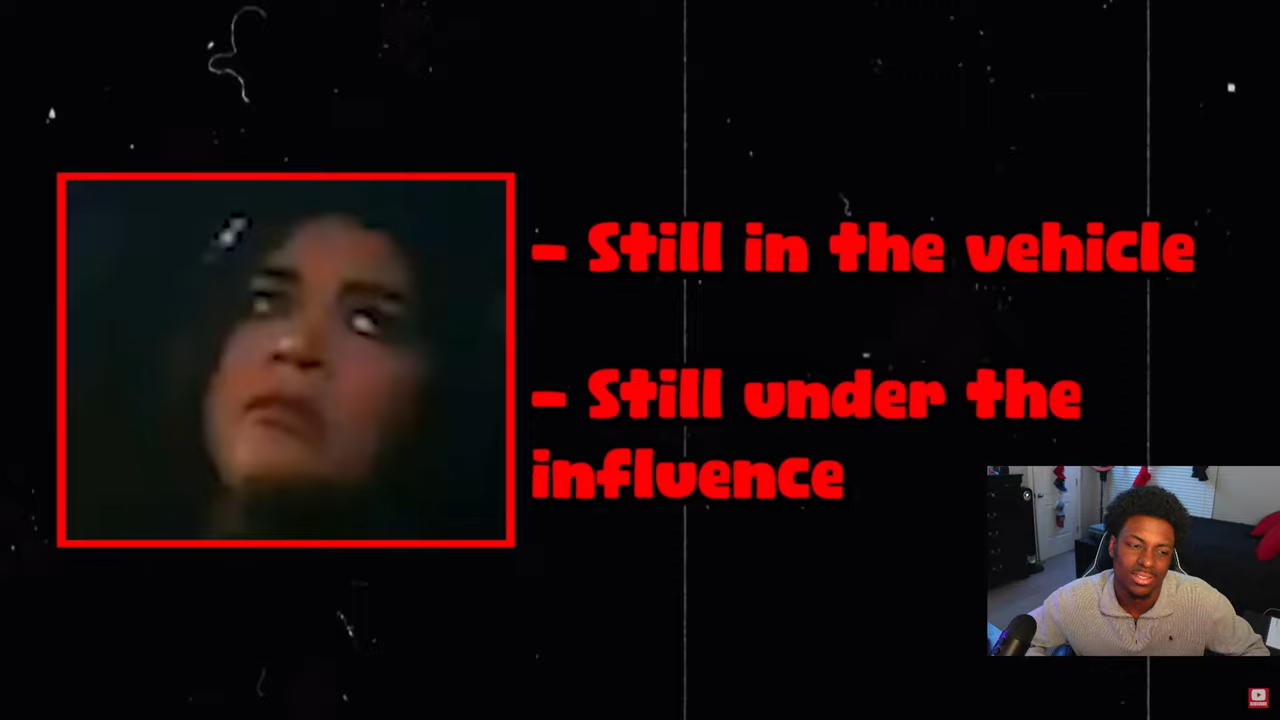 - Still in the vehicle
- Still under the
influence